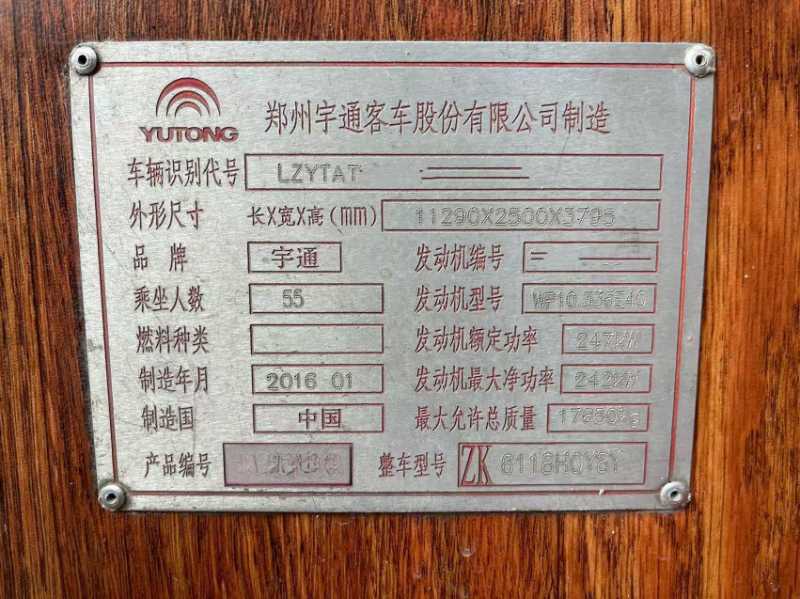 YUTONG
郑州宇通客车股份有限公司制造
车辆识别代号 LZYTAT
外形尺寸 长X宽X高(mm) 11290X2500X3795
品牌 宇通 发动机编号
乘坐人数 55 发动机型号 WP10.336E40
燃料种类 发动机额定功率 247kW
制造年月 2016 01 发动机最大净功率 242kW
制造国 中国 最大允许总质量 17950kg
产品编号 整车型号 ZK